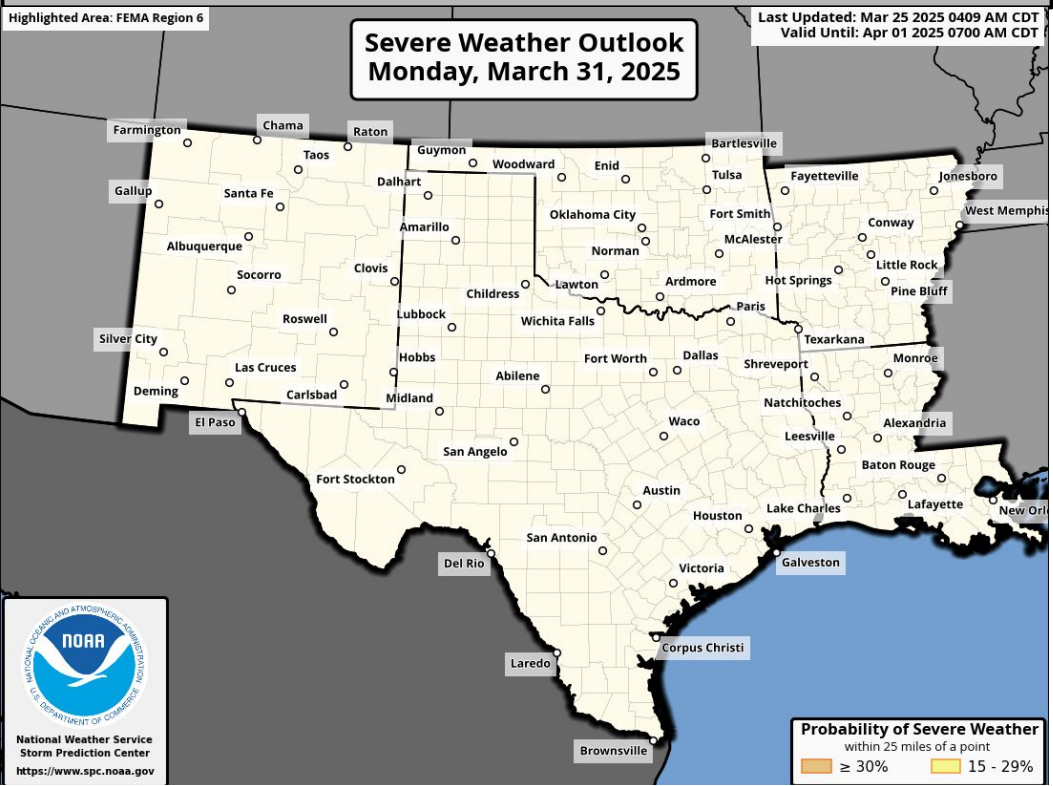 Highlighted Area: FEMA Region 6
Severe Weather Outlook
Monday, March 31, 2025
Last Updated: Mar 25 2025 0409 AM CDT
Valid Until: Apr 01 2025 0700 AM CDT
Farmington
Chama
Raton
Taos
Guymon
Woodward
Enid
Bartlesville
Tulsa
Fayetteville
Jonesboro
Gallup
Santa Fe
Dalhart
Oklahoma City
Fort Smith
West Memphis
Albuquerque
Amarillo
Norman
McAlester
Conway
Socorro
Clovis
Childress
Lawton
Ardmore
Hot Springs
Little Rock
Pine Bluff
Roswell
Lubbock
Wichita Falls
Paris
Texarkana
Silver City
Las Cruces
Hobbs
Fort Worth
Dallas
Shreveport
Monroe
Deming
Carlsbad
Midland
Abilene
Natchitoches
El Paso
San Angelo
Waco
Leesville
Alexandria
Fort Stockton
Austin
Baton Rouge
Houston
Lake Charles
Lafayette
New Orl
Del Rio
San Antonio
Victoria
Galveston
Laredo
Corpus Christi
Brownsville
NATIONAL OCEANIC AND ATMOSPHERIC ADMINISTRATION
NOAA
U.S. DEPARTMENT OF COMMERCE
National Weather Service
Storm Prediction Center
https://www.spc.noaa.gov
Probability of Severe Weather
within 25 miles of a point
≥ 30%
15 - 29%